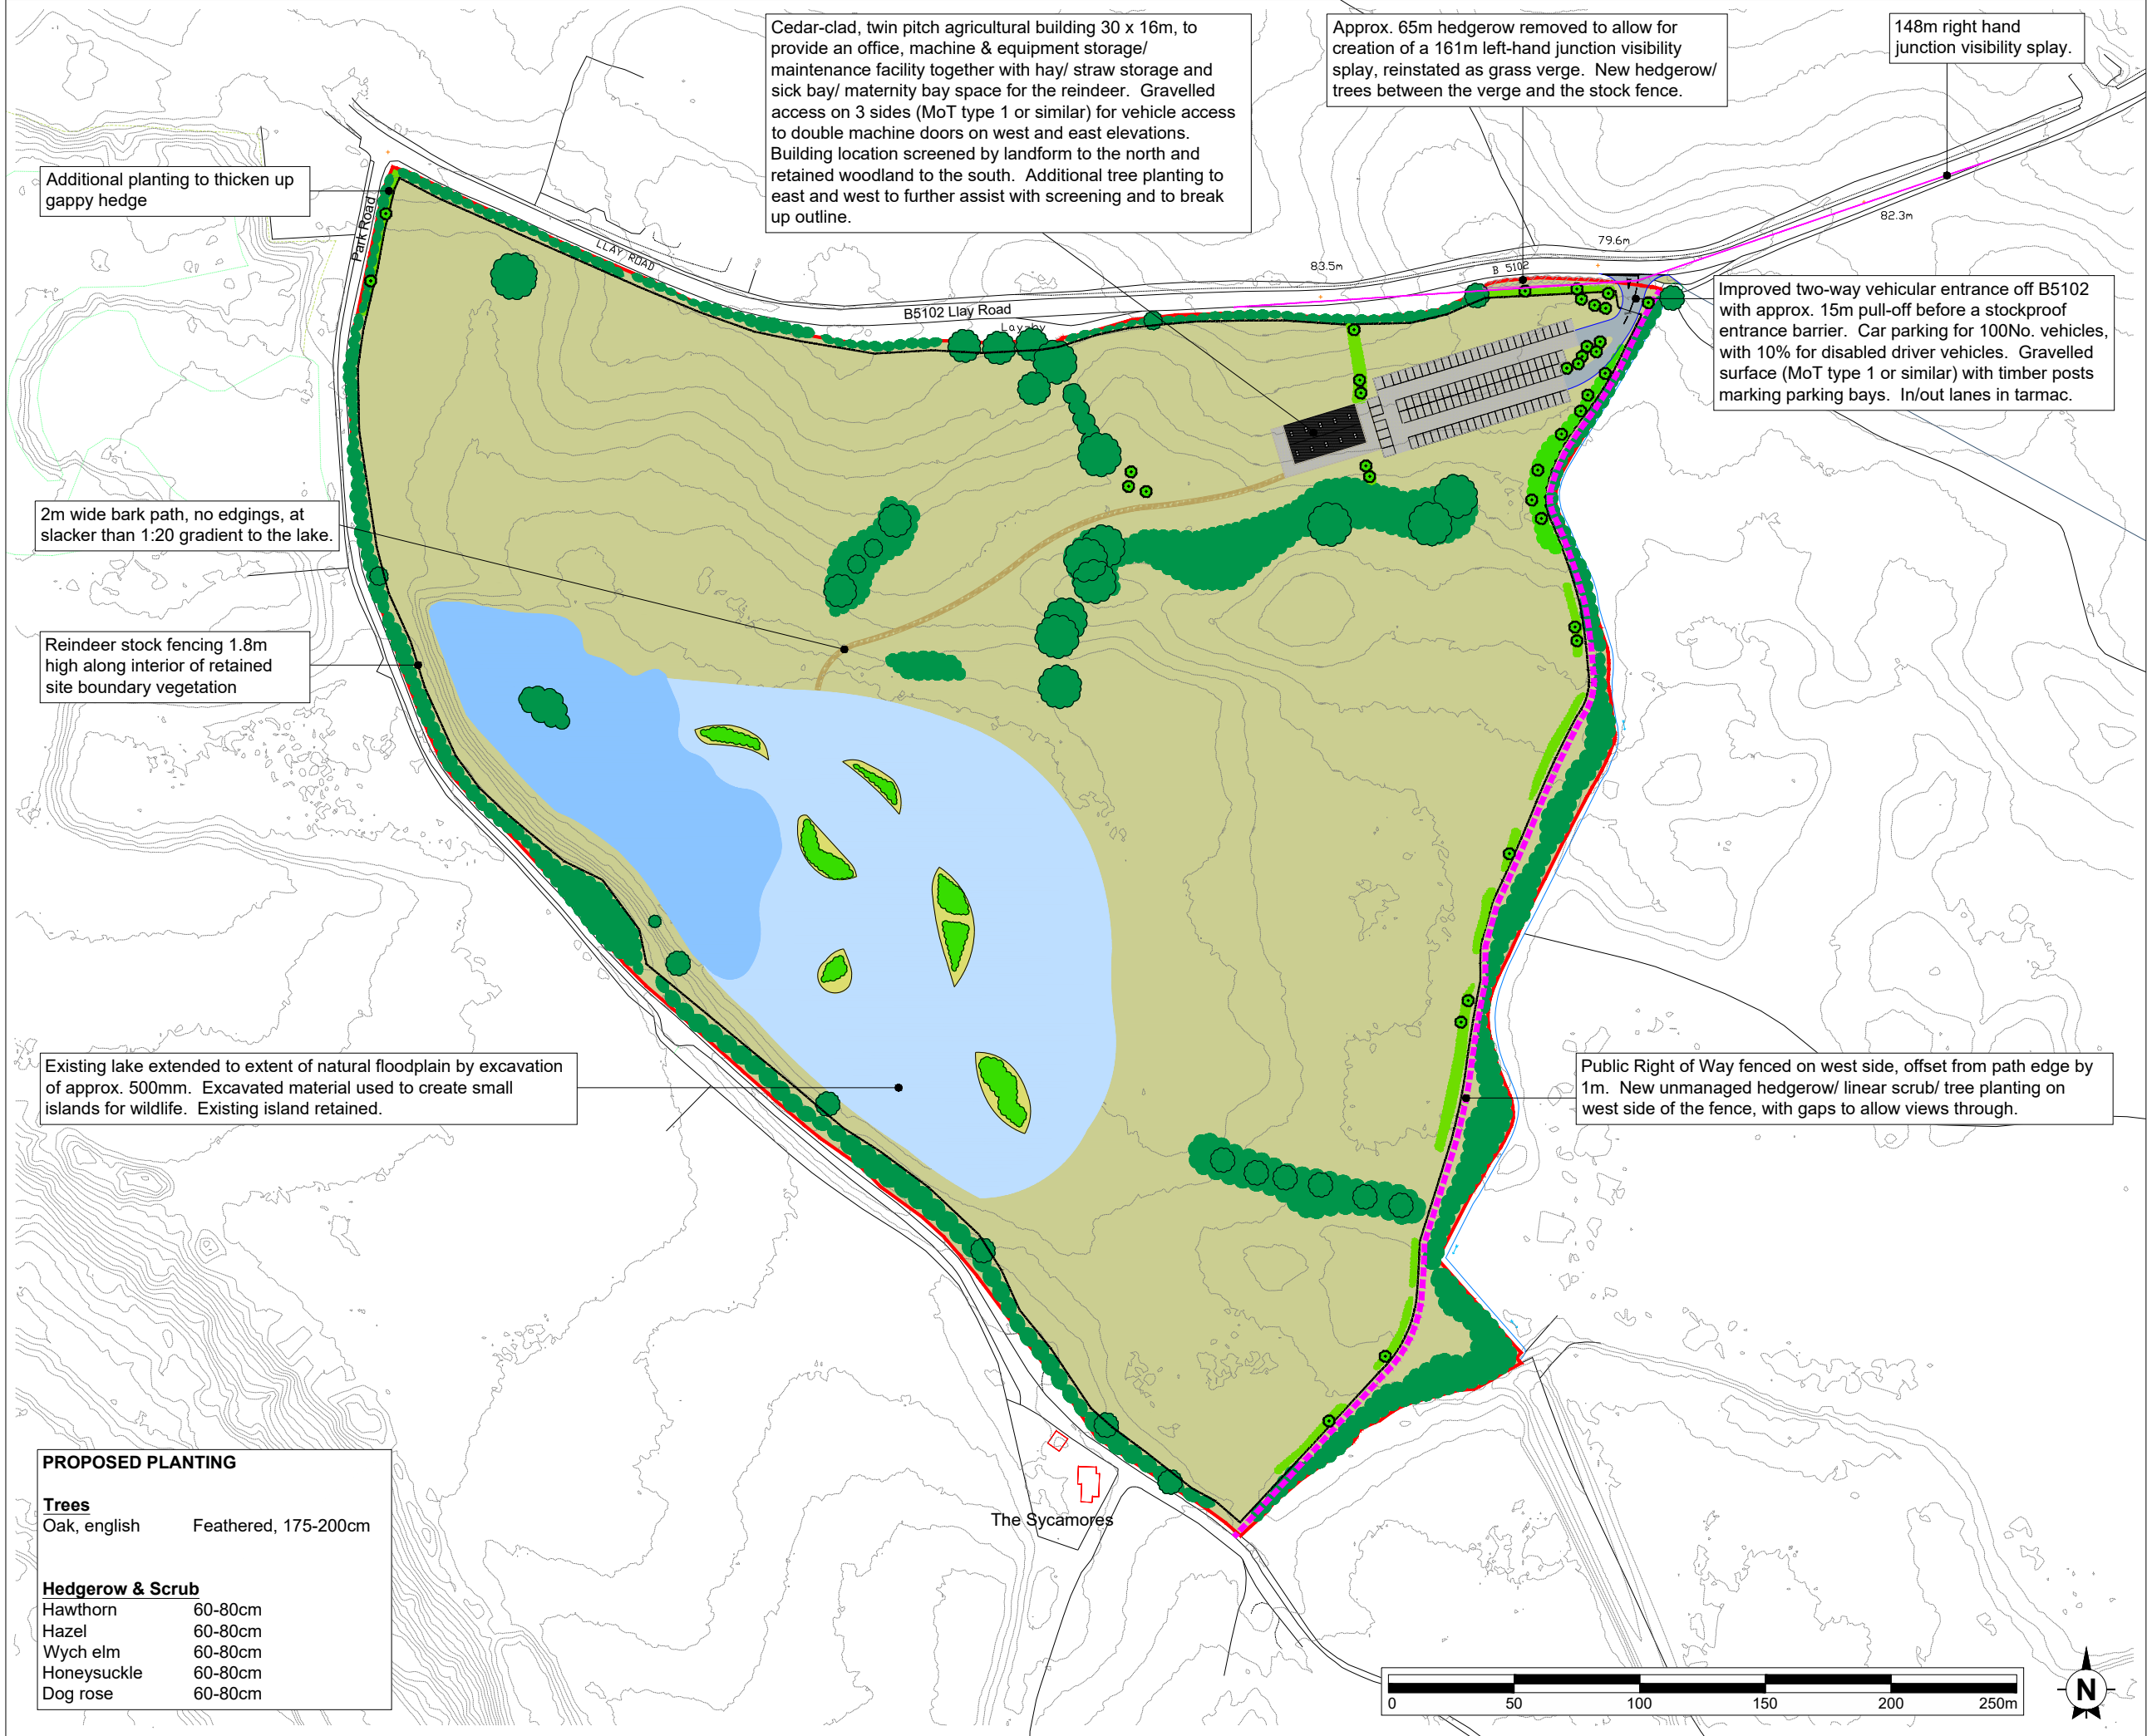 Cedar-clad, twin pitch agricultural building 30 x 16m, to
provide an office, machine & equipment storage/
maintenance facility together with hay/ straw storage and
sick bay/ maternity bay space for the reindeer.  Gravelled
access on 3 sides (MoT type 1 or similar) for vehicle access
to double machine doors on west and east elevations.
Building location screened by landform to the north and
retained woodland to the south.  Additional tree planting to
east and west to further assist with screening and to break
up outline.
Approx. 65m hedgerow removed to allow for
creation of a 161m left-hand junction visibility
splay, reinstated as grass verge.  New hedgerow/
trees between the verge and the stock fence.
148m right hand
junction visibility splay.
Additional planting to thicken up
gappy hedge
Park Road
LLAY ROAD
82.3m
79.6m
83.5m
B 5102
B5102 Llay Road
Lay-by
Improved two-way vehicular entrance off B5102
with approx. 15m pull-off before a stockproof
entrance barrier.  Car parking for 100No. vehicles,
with 10% for disabled driver vehicles.  Gravelled
surface (MoT type 1 or similar) with timber posts
marking parking bays.  In/out lanes in tarmac.
2m wide bark path, no edgings, at
slacker than 1:20 gradient to the lake.
Reindeer stock fencing 1.8m
high along interior of retained
site boundary vegetation
Existing lake extended to extent of natural floodplain by excavation
of approx. 500mm.  Excavated material used to create small
islands for wildlife.  Existing island retained.
Public Right of Way fenced on west side, offset from path edge by
1m.  New unmanaged hedgerow/ linear scrub/ tree planting on
west side of the fence, with gaps to allow views through.
The Sycamores
PROPOSED PLANTING
Trees
Oak, english Feathered, 175-200cm
Hedgerow & Scrub
Hawthorn 60-80cm
Hazel 60-80cm
Wych elm 60-80cm
Honeysuckle 60-80cm
Dog rose 60-80cm
0 50 100 150 200 250m
N